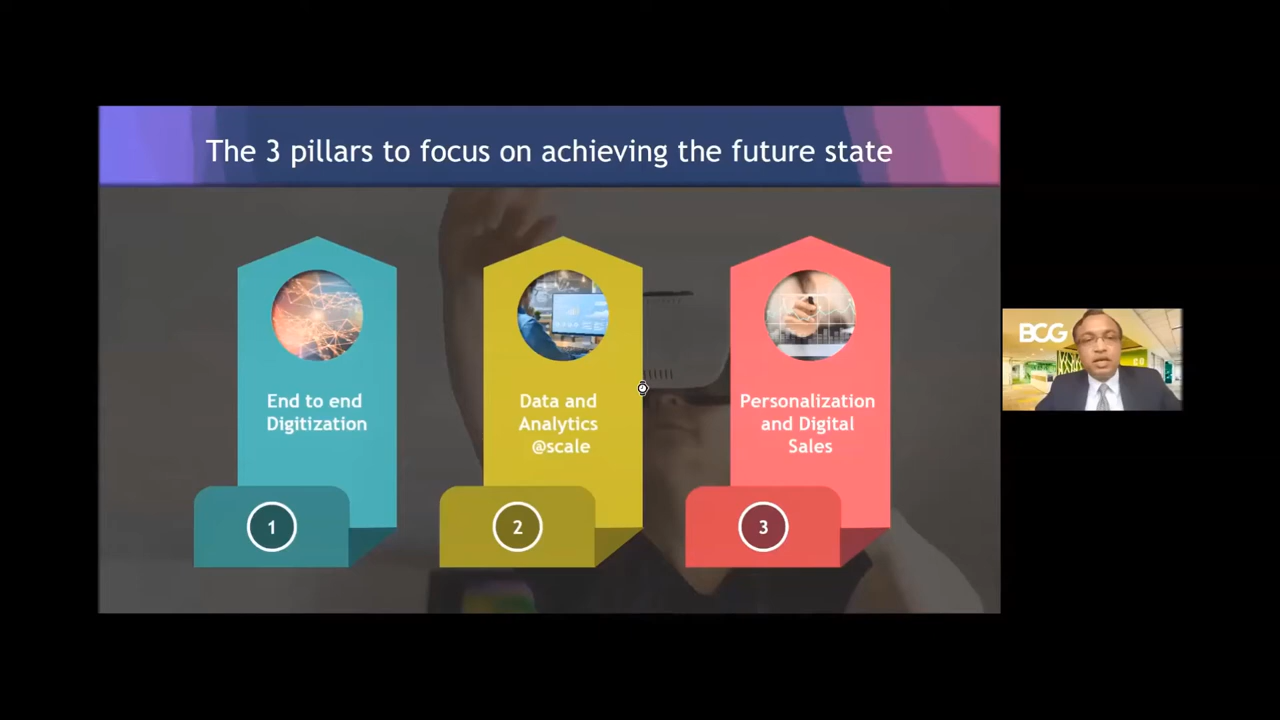 The 3 pillars to focus on achieving the future state
End to end
Digitization
1
Data and
Analytics
@scale
2
Personalization
and Digital
Sales
3
BCG